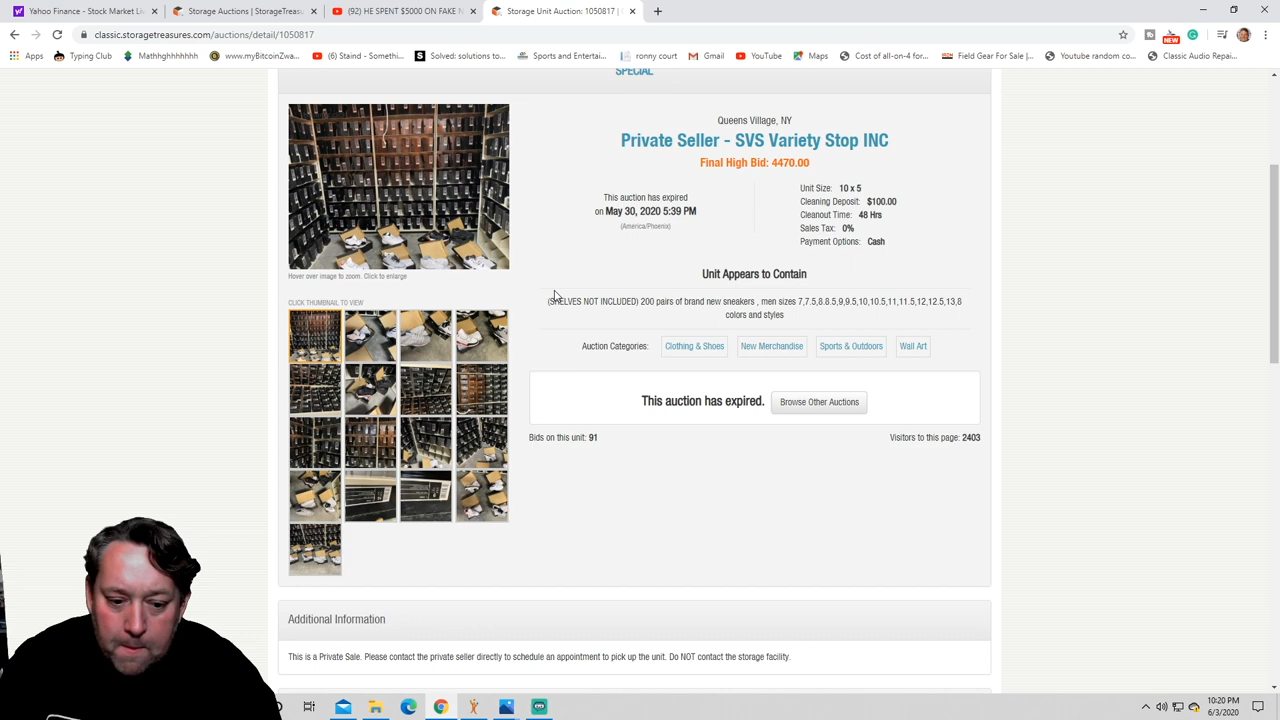 Yahoo Finance - Stock Market Liv
Storage Auctions | StorageTreasu
(92) HE SPENT $5000 ON FAKE N
Storage Unit Auction: 1050817 |
classic.storagetreasures.com/auctions/detail/1050817
Apps
Typing Club
Mathhghhhhhhh
www.myBitcoinZwa...
(6) Staind - Somethi...
Solved: solutions to...
Sports and Entertai...
ronny court
Gmail
YouTube
Maps
Cost of all-on-4 for...
Field Gear For Sale |...
Youtube random co...
Classic Audio Repai...
NEW
SPECIAL
Queens Village, NY
Private Seller - SVS Variety Stop INC
Final High Bid: 4470.00
This auction has expired
on May 30, 2020 5:39 PM
(America/Phoenix)
Unit Size: 10 x 5
Cleaning Deposit: $100.00
Cleanout Time: 48 Hrs
Sales Tax: 0%
Payment Options: Cash
Hover over image to zoom. Click to enlarge
Unit Appears to Contain
(SHELVES NOT INCLUDED) 200 pairs of brand new sneakers , men sizes 7,7.5,8.8.5,9,9.5,10,10.5,11,11.5,12,12.5,13,8
colors and styles
CLICK THUMBNAIL TO VIEW
Auction Categories: Clothing & Shoes New Merchandise Sports & Outdoors Wall Art
This auction has expired. Browse Other Auctions
Bids on this unit: 91
Visitors to this page: 2403
Additional Information
This is a Private Sale. Please contact the private seller directly to schedule an appointment to pick up the unit. Do NOT contact the storage facility.
10:20 PM
6/3/2020